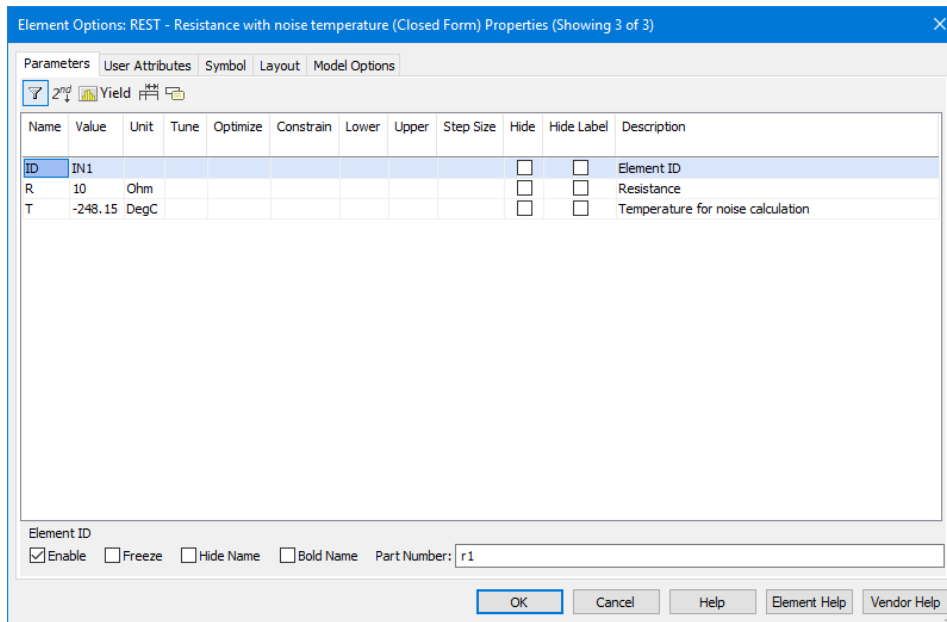 Element Options: REST - Resistance with noise temperature (Closed Form) Properties (Showing 3 of 3)
Parameters User Attributes Symbol Layout Model Options
2nd Yield
Name Value Unit Tune Optimize Constrain Lower Upper Step Size Hide Hide Label Description
ID IN1 Element ID
R 10 Ohm Resistance
T -248.15 DegC Temperature for noise calculation
Element ID
Enable Freeze Hide Name Bold Name Part Number: r1
OK Cancel Help Element Help Vendor Help